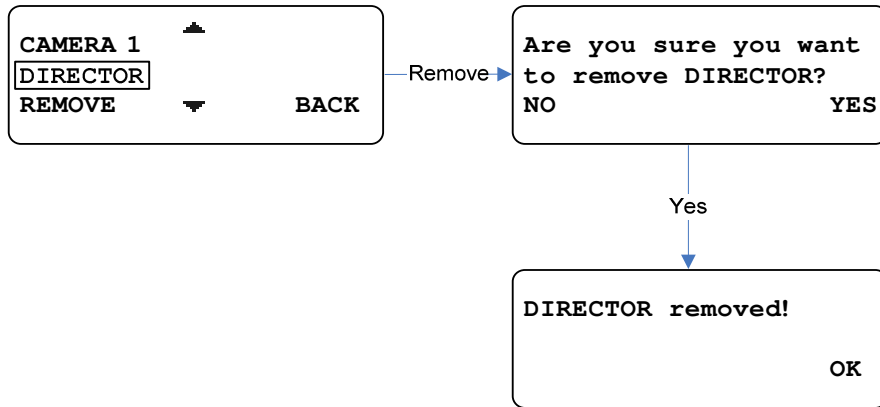 CAMERA 1
DIRECTOR
REMOVE BACK
Remove
Are you sure you want
to remove DIRECTOR?
NO YES
Yes
DIRECTOR removed!
OK